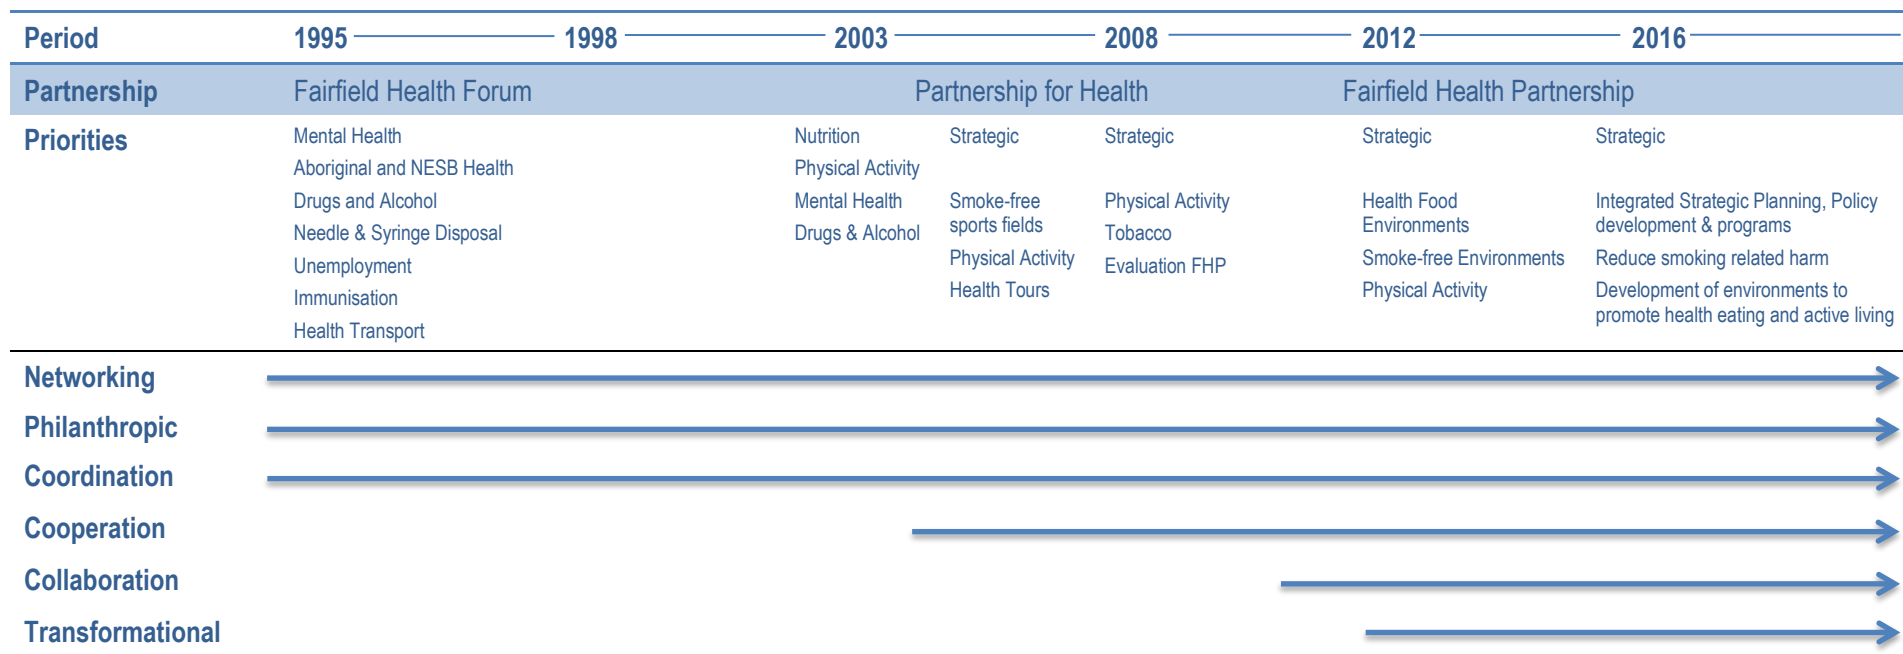 Period 1995 1998 2003 2008 2012 2016
Partnership Fairfield Health Forum Partnership for Health Fairfield Health Partnership
Priorities
Mental Health
Aboriginal and NESB Health
Drugs and Alcohol
Needle & Syringe Disposal
Unemployment
Immunisation
Health Transport
Nutrition
Physical Activity
Mental Health
Drugs & Alcohol
Strategic
Smoke-free
sports fields
Physical Activity
Health Tours
Strategic
Physical Activity
Tobacco
Evaluation FHP
Strategic
Health Food
Environments
Smoke-free Environments
Physical Activity
Strategic
Integrated Strategic Planning, Policy
development & programs
Reduce smoking related harm
Development of environments to
promote health eating and active living
Networking
Philanthropic
Coordination
Cooperation
Collaboration
Transformational